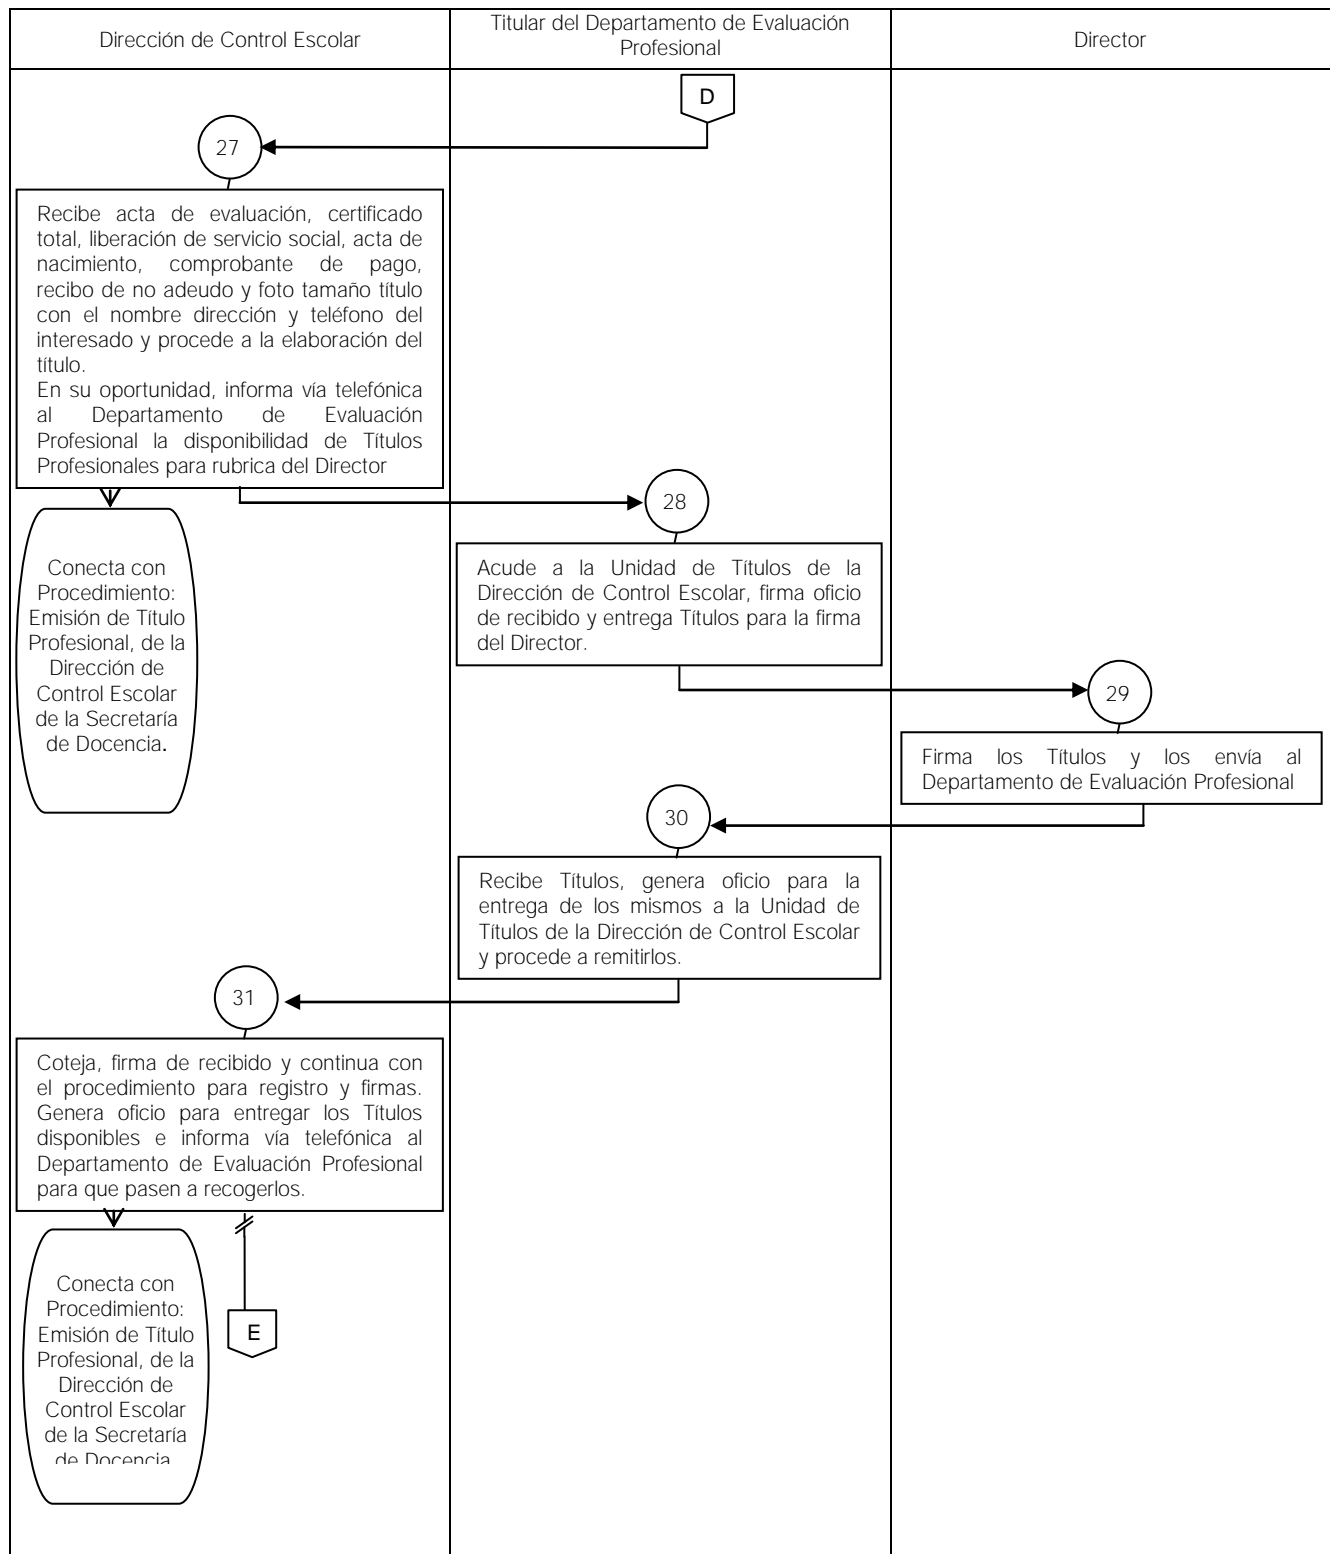 Dirección de Control Escolar
Titular del Departamento de Evaluación
Profesional
Director
D
27
Recibe acta de evaluación, certificado
total, liberación de servicio social, acta de
nacimiento, comprobante de pago,
recibo de no adeudo y foto tamaño título
con el nombre dirección y teléfono del
interesado y procede a la elaboración del
título.
En su oportunidad, informa vía telefónica
al Departamento de Evaluación
Profesional la disponibilidad de Títulos
Profesionales para rubrica del Director
28
Conecta con
Procedimiento:
Emisión de Título
Profesional, de la
Dirección de
Control Escolar
de la Secretaría
de Docencia.
Acude a la Unidad de Títulos de la
Dirección de Control Escolar, firma oficio
de recibido y entrega Títulos para la firma
del Director.
29
Firma los Títulos y los envía al
Departamento de Evaluación Profesional
30
Recibe Títulos, genera oficio para la
entrega de los mismos a la Unidad de
Títulos de la Dirección de Control Escolar
y procede a remitirlos.
31
Coteja, firma de recibido y continua con
el procedimiento para registro y firmas.
Genera oficio para entregar los Títulos
disponibles e informa vía telefónica al
Departamento de Evaluación Profesional
para que pasen a recogerlos.
Conecta con
Procedimiento:
Emisión de Título
Profesional, de la
Dirección de
Control Escolar
de la Secretaría
de Docencia
E